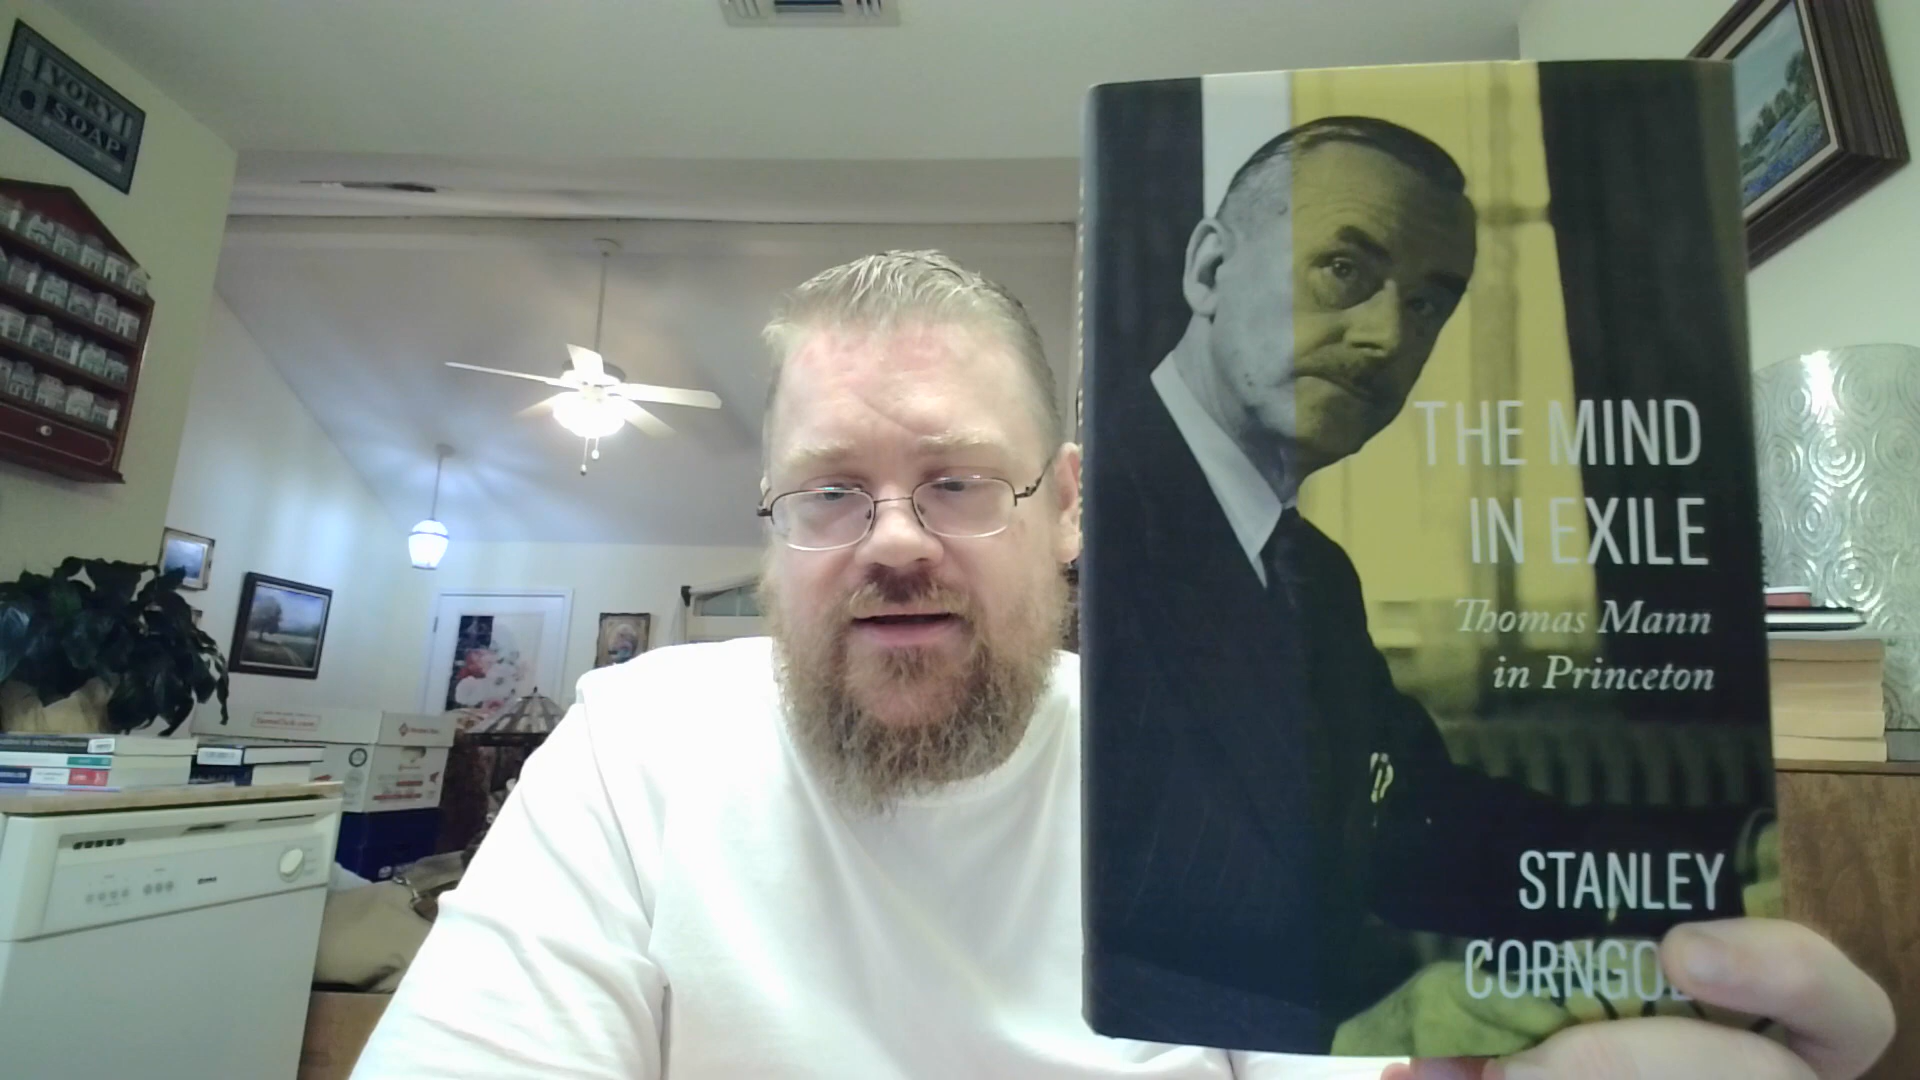 IVORY
SOAP
THE MIND
IN EXILE
Thomas Mann
in Princeton
STANLEY